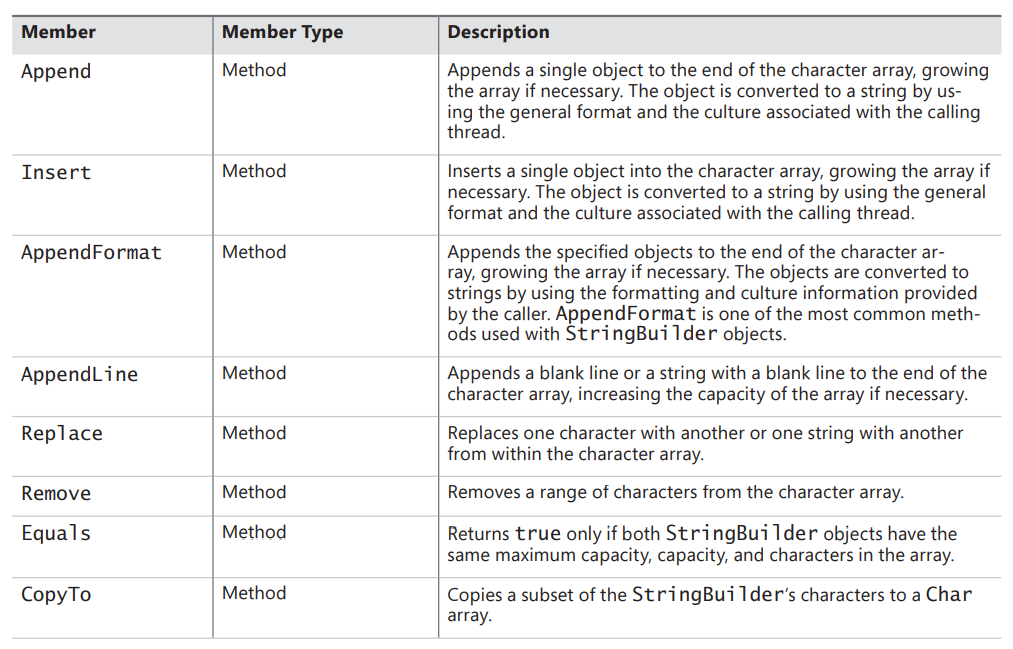 Member Member Type Description
Append Method Appends a single object to the end of the character array, growing
the array if necessary. The object is converted to a string by us-
ing the general format and the culture associated with the calling
thread.
Insert Method Inserts a single object into the character array, growing the array if
necessary. The object is converted to a string by using the general
format and the culture associated with the calling thread.
AppendFormat Method Appends the specified objects to the end of the character ar-
ray, growing the array if necessary. The objects are converted to
strings by using the formatting and culture information provided
by the caller. AppendFormat is one of the most common meth-
ods used with StringBuilder objects.
AppendLine Method Appends a blank line or a string with a blank line to the end of the
character array, increasing the capacity of the array if necessary.
Replace Method Replaces one character with another or one string with another
from within the character array.
Remove Method Removes a range of characters from the character array.
Equals Method Returns true only if both StringBuilder objects have the
same maximum capacity, capacity, and characters in the array.
CopyTo Method Copies a subset of the StringBuilder’s characters to a Char
array.